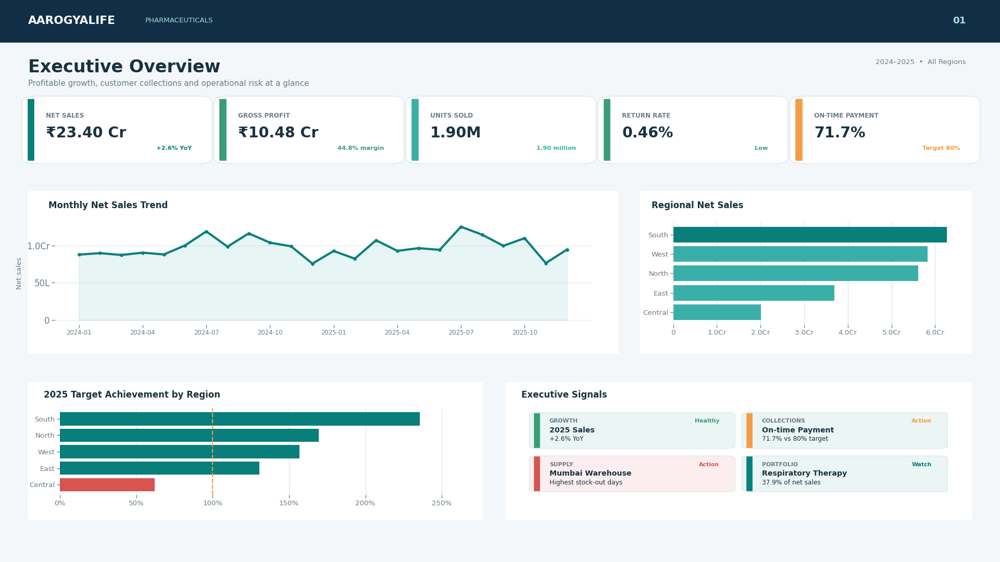 AAROGYALIFE PHARMACEUTICALS 01
Executive Overview
2024–2025 • All Regions
Profitable growth, customer collections and operational risk at a glance
NET SALES
₹23.40 Cr
+2.6% YoY
GROSS PROFIT
₹10.48 Cr
44.8% margin
UNITS SOLD
1.90M
1.90 million
RETURN RATE
0.46%
Low
ON-TIME PAYMENT
71.7%
Target 80%
Monthly Net Sales Trend
Net sales
1.0Cr
50L
0
2024-01 2024-04 2024-07 2024-10 2025-01 2025-04 2025-07 2025-10
Regional Net Sales
South
West
North
East
Central
0 1.0Cr 2.0Cr 3.0Cr 4.0Cr 5.0Cr 6.0Cr
2025 Target Achievement by Region
South
North
West
East
Central
0% 50% 100% 150% 200% 250%
Executive Signals
GROWTH Healthy
2025 Sales
+2.6% YoY
COLLECTIONS Action
On-time Payment
71.7% vs 80% target
SUPPLY Action
Mumbai Warehouse
Highest stock-out days
PORTFOLIO Watch
Respiratory Therapy
37.9% of net sales